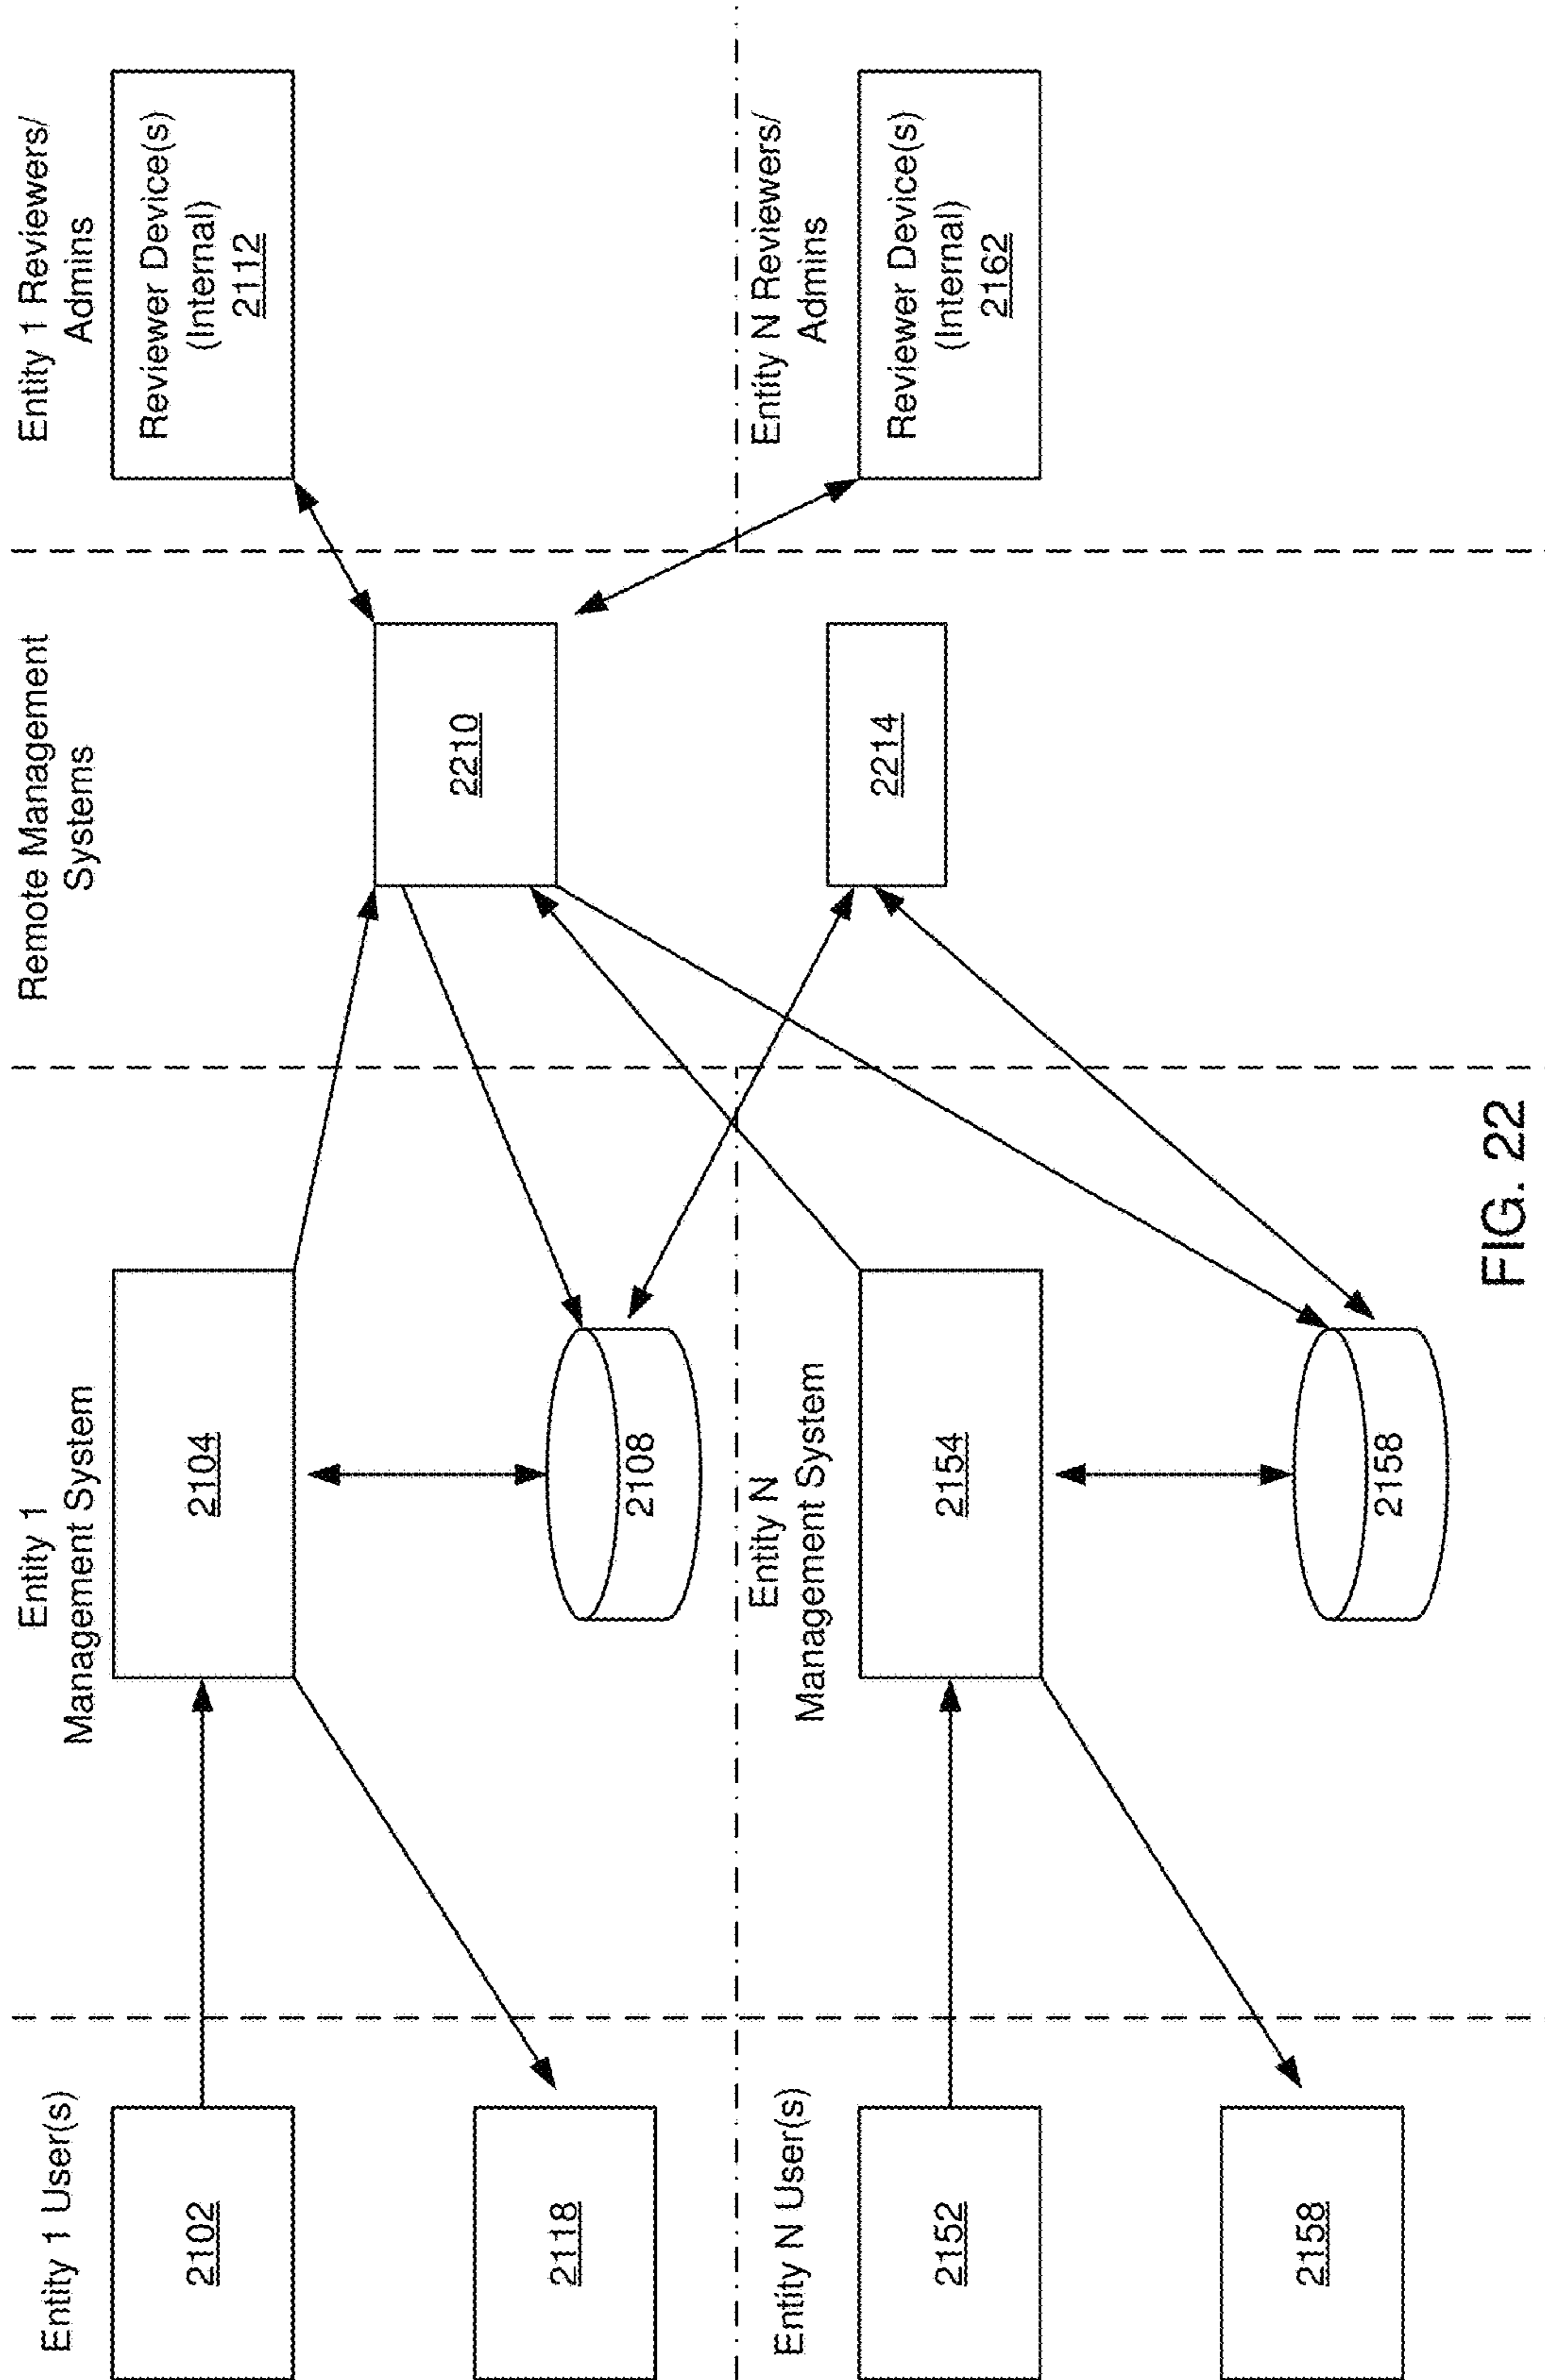 Entity 1 User(s)
2102
2118
Entity 1
Management System
2104
2108
Remote Management
Systems
2210
2214
Entity 1 Reviewers/
Admins
Reviewer Device(s)
(Internal)
2112
Entity N User(s)
2152
2158
Entity N
Management System
2154
2158
Entity N Reviewers/
Admins
Reviewer Device(s)
(Internal)
2162
FIG. 22